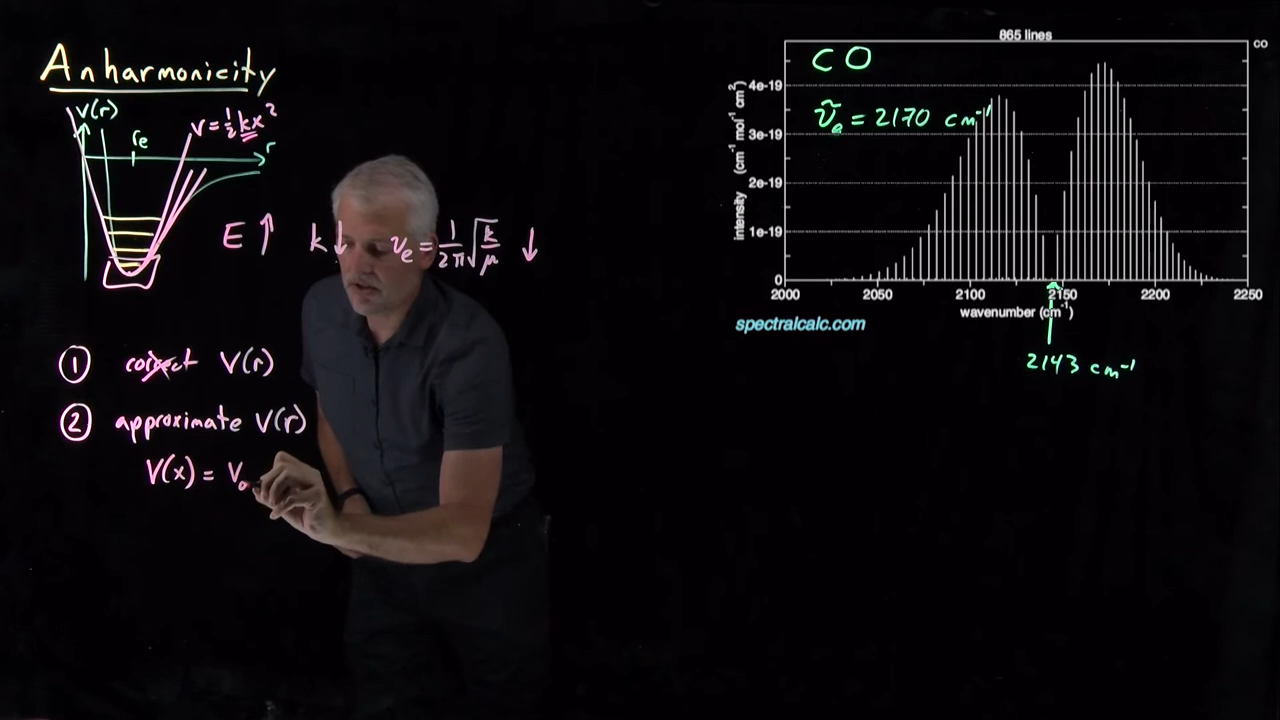 Anharmonicity
V(r)
V = ½kx²
re
r
E ↑ k↓ νe = 1/2π √k/μ ↓
① correct V(r)
② approximate V(r)
V(x) = V0
865 lines
co
CO
ν̃e = 2170 cm⁻¹
intensity (cm⁻¹ mol⁻¹ cm²)
4e-19
3e-19
2e-19
1e-19
0
2000 2050 2100 2150 2200 2250
wavenumber (cm⁻¹)
spectralcalc.com
2143 cm⁻¹